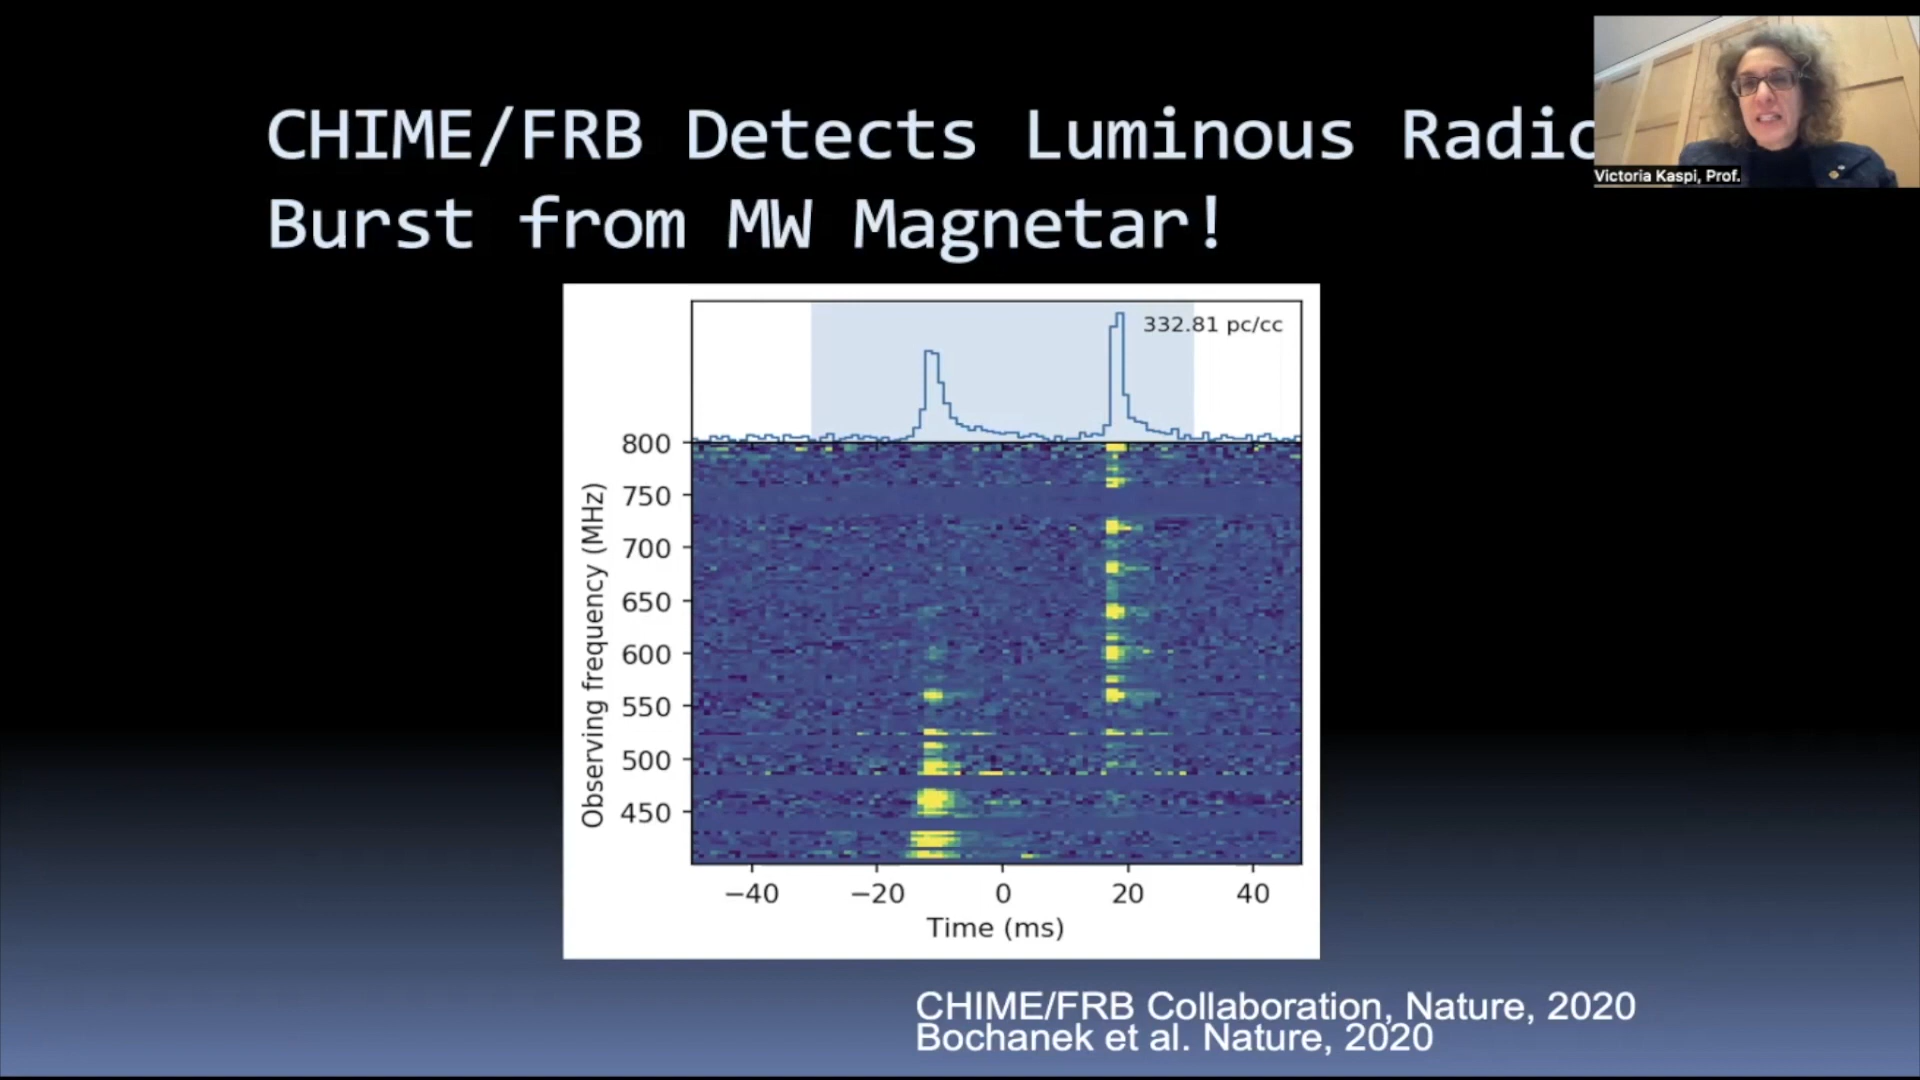 CHIME/FRB Detects Luminous Radio
Burst from MW Magnetar!
Victoria Kaspi, Prof.
332.81 pc/cc
800
750
700
650
600
550
500
450
Observing frequency (MHz)
−40 −20 0 20 40
Time (ms)
CHIME/FRB Collaboration, Nature, 2020
Bochanek et al. Nature, 2020